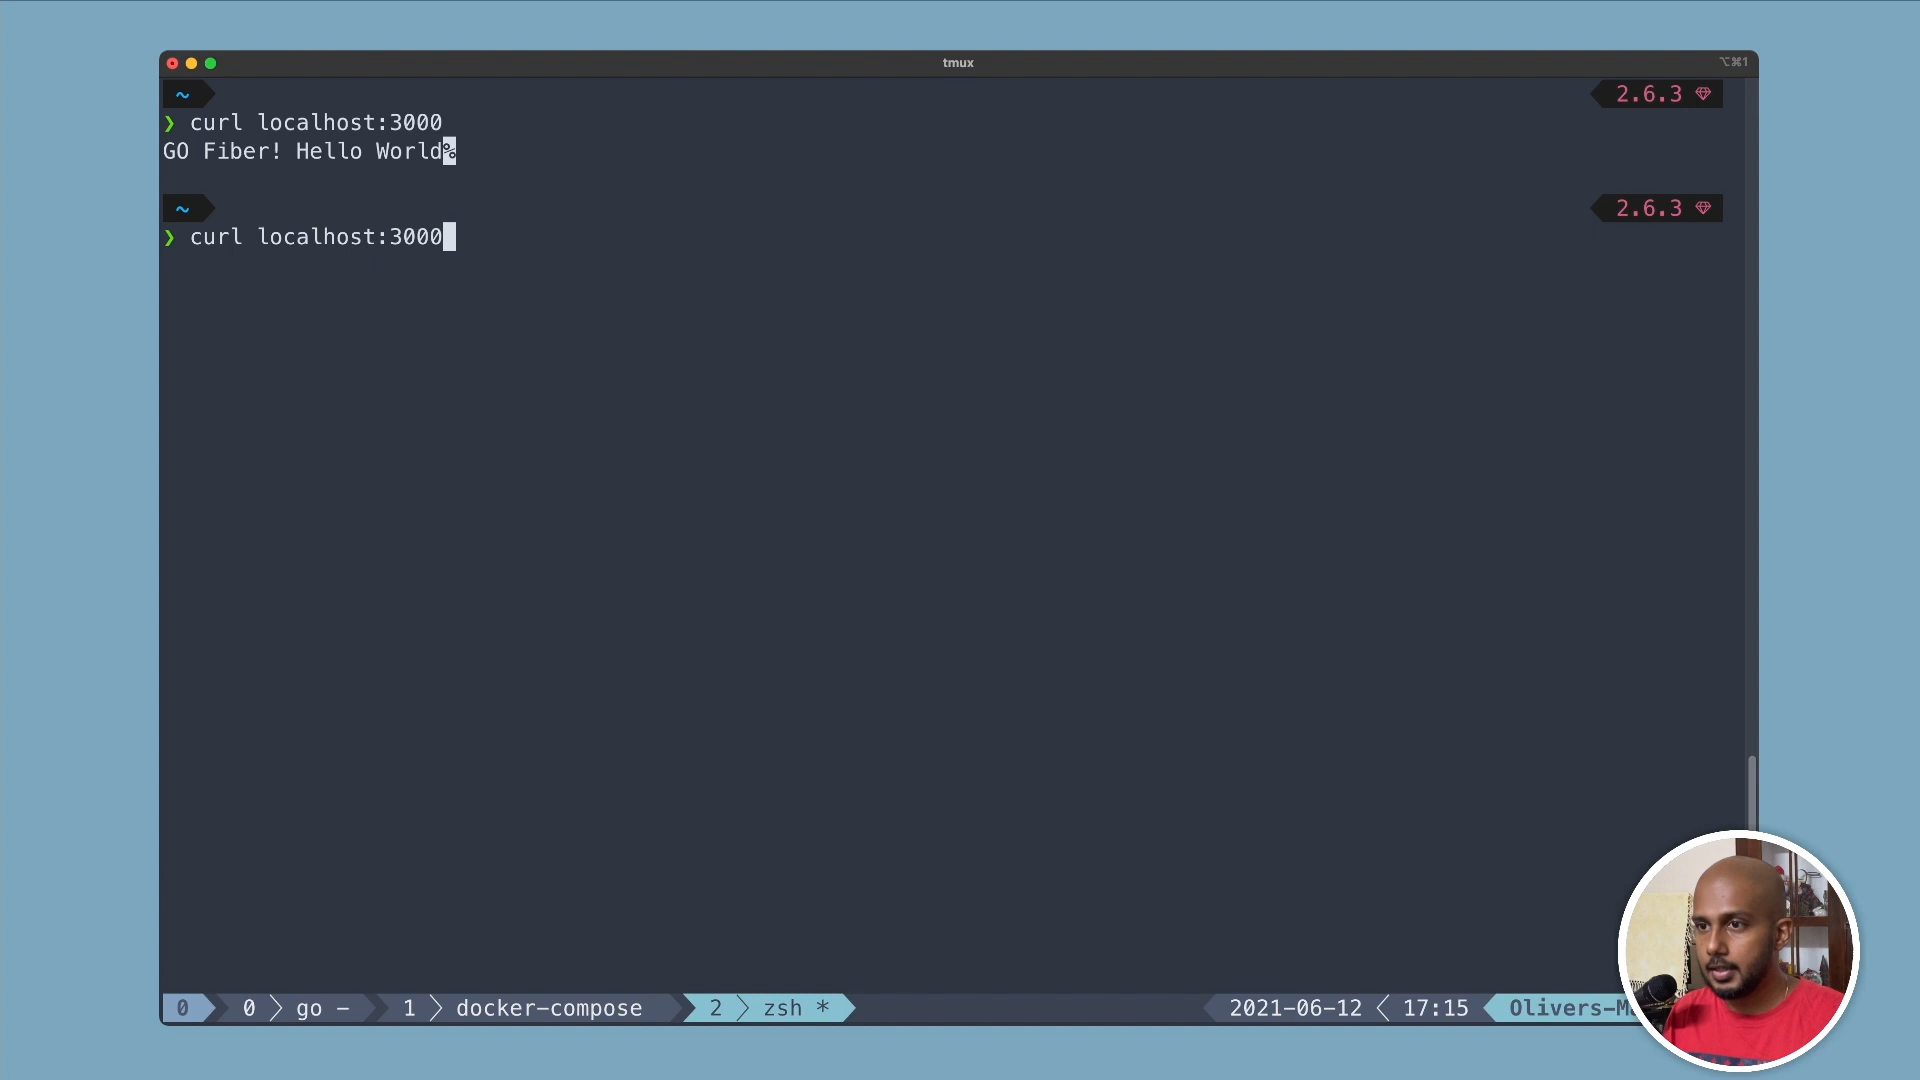 tmux
⌥⌘1
~ 2.6.3
❯ curl localhost:3000
GO Fiber! Hello World%
~ 2.6.3
❯ curl localhost:3000
0 0 go - 1 docker-compose 2 zsh * 2021-06-12 17:15 Olivers-M